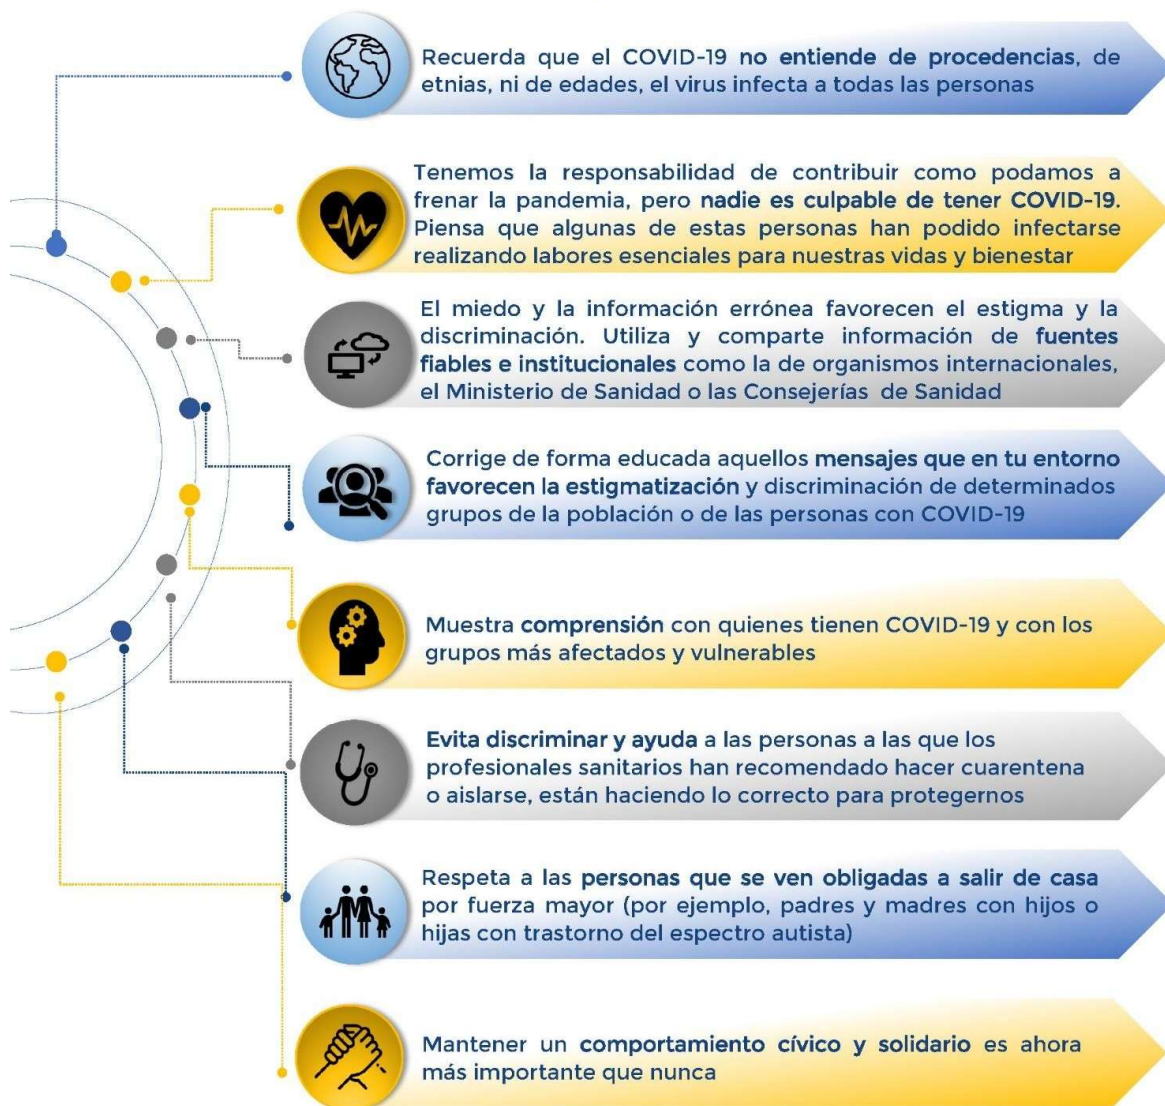 Recuerda que el COVID-19 no entiende de procedencias, de
etnias, ni de edades, el virus infecta a todas las personas
Tenemos la responsabilidad de contribuir como podamos a
frenar la pandemia, pero nadie es culpable de tener COVID-19.
Piensa que algunas de estas personas han podido infectarse
realizando labores esenciales para nuestras vidas y bienestar
El miedo y la información errónea favorecen el estigma y la
discriminación. Utiliza y comparte información de fuentes
fiables e institucionales como la de organismos internacionales,
el Ministerio de Sanidad o las Consejerías de Sanidad
Corrige de forma educada aquellos mensajes que en tu entorno
favorecen la estigmatización y discriminación de determinados
grupos de la población o de las personas con COVID-19
Muestra comprensión con quienes tienen COVID-19 y con los
grupos más afectados y vulnerables
Evita discriminar y ayuda a las personas a las que los
profesionales sanitarios han recomendado hacer cuarentena
o aislarse, están haciendo lo correcto para protegernos
Respeta a las personas que se ven obligadas a salir de casa
por fuerza mayor (por ejemplo, padres y madres con hijos o
hijas con trastorno del espectro autista)
Mantener un comportamiento cívico y solidario es ahora
más importante que nunca